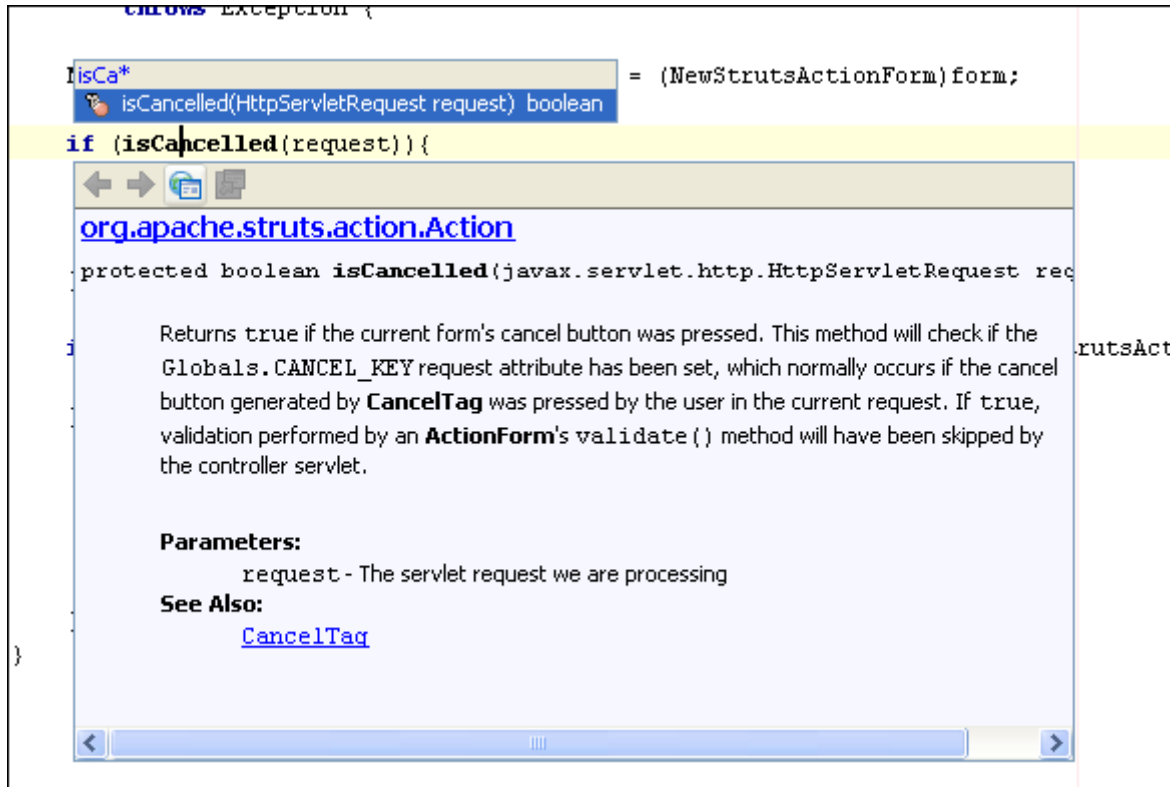 throws Exception {
isCa*
= (NewStrutsActionForm)form;
isCancelled(HttpServletRequest request) boolean
if (isCancelled(request)){
org.apache.struts.action.Action
protected boolean isCancelled(javax.servlet.http.HttpServletRequest req
Returns true if the current form's cancel button was pressed. This method will check if the
rutsAct
Globals.CANCEL_KEY request attribute has been set, which normally occurs if the cancel
button generated by CancelTag was pressed by the user in the current request. If true,
validation performed by an ActionForm's validate() method will have been skipped by
the controller servlet.
Parameters:
request - The servlet request we are processing
See Also:
CancelTag
}